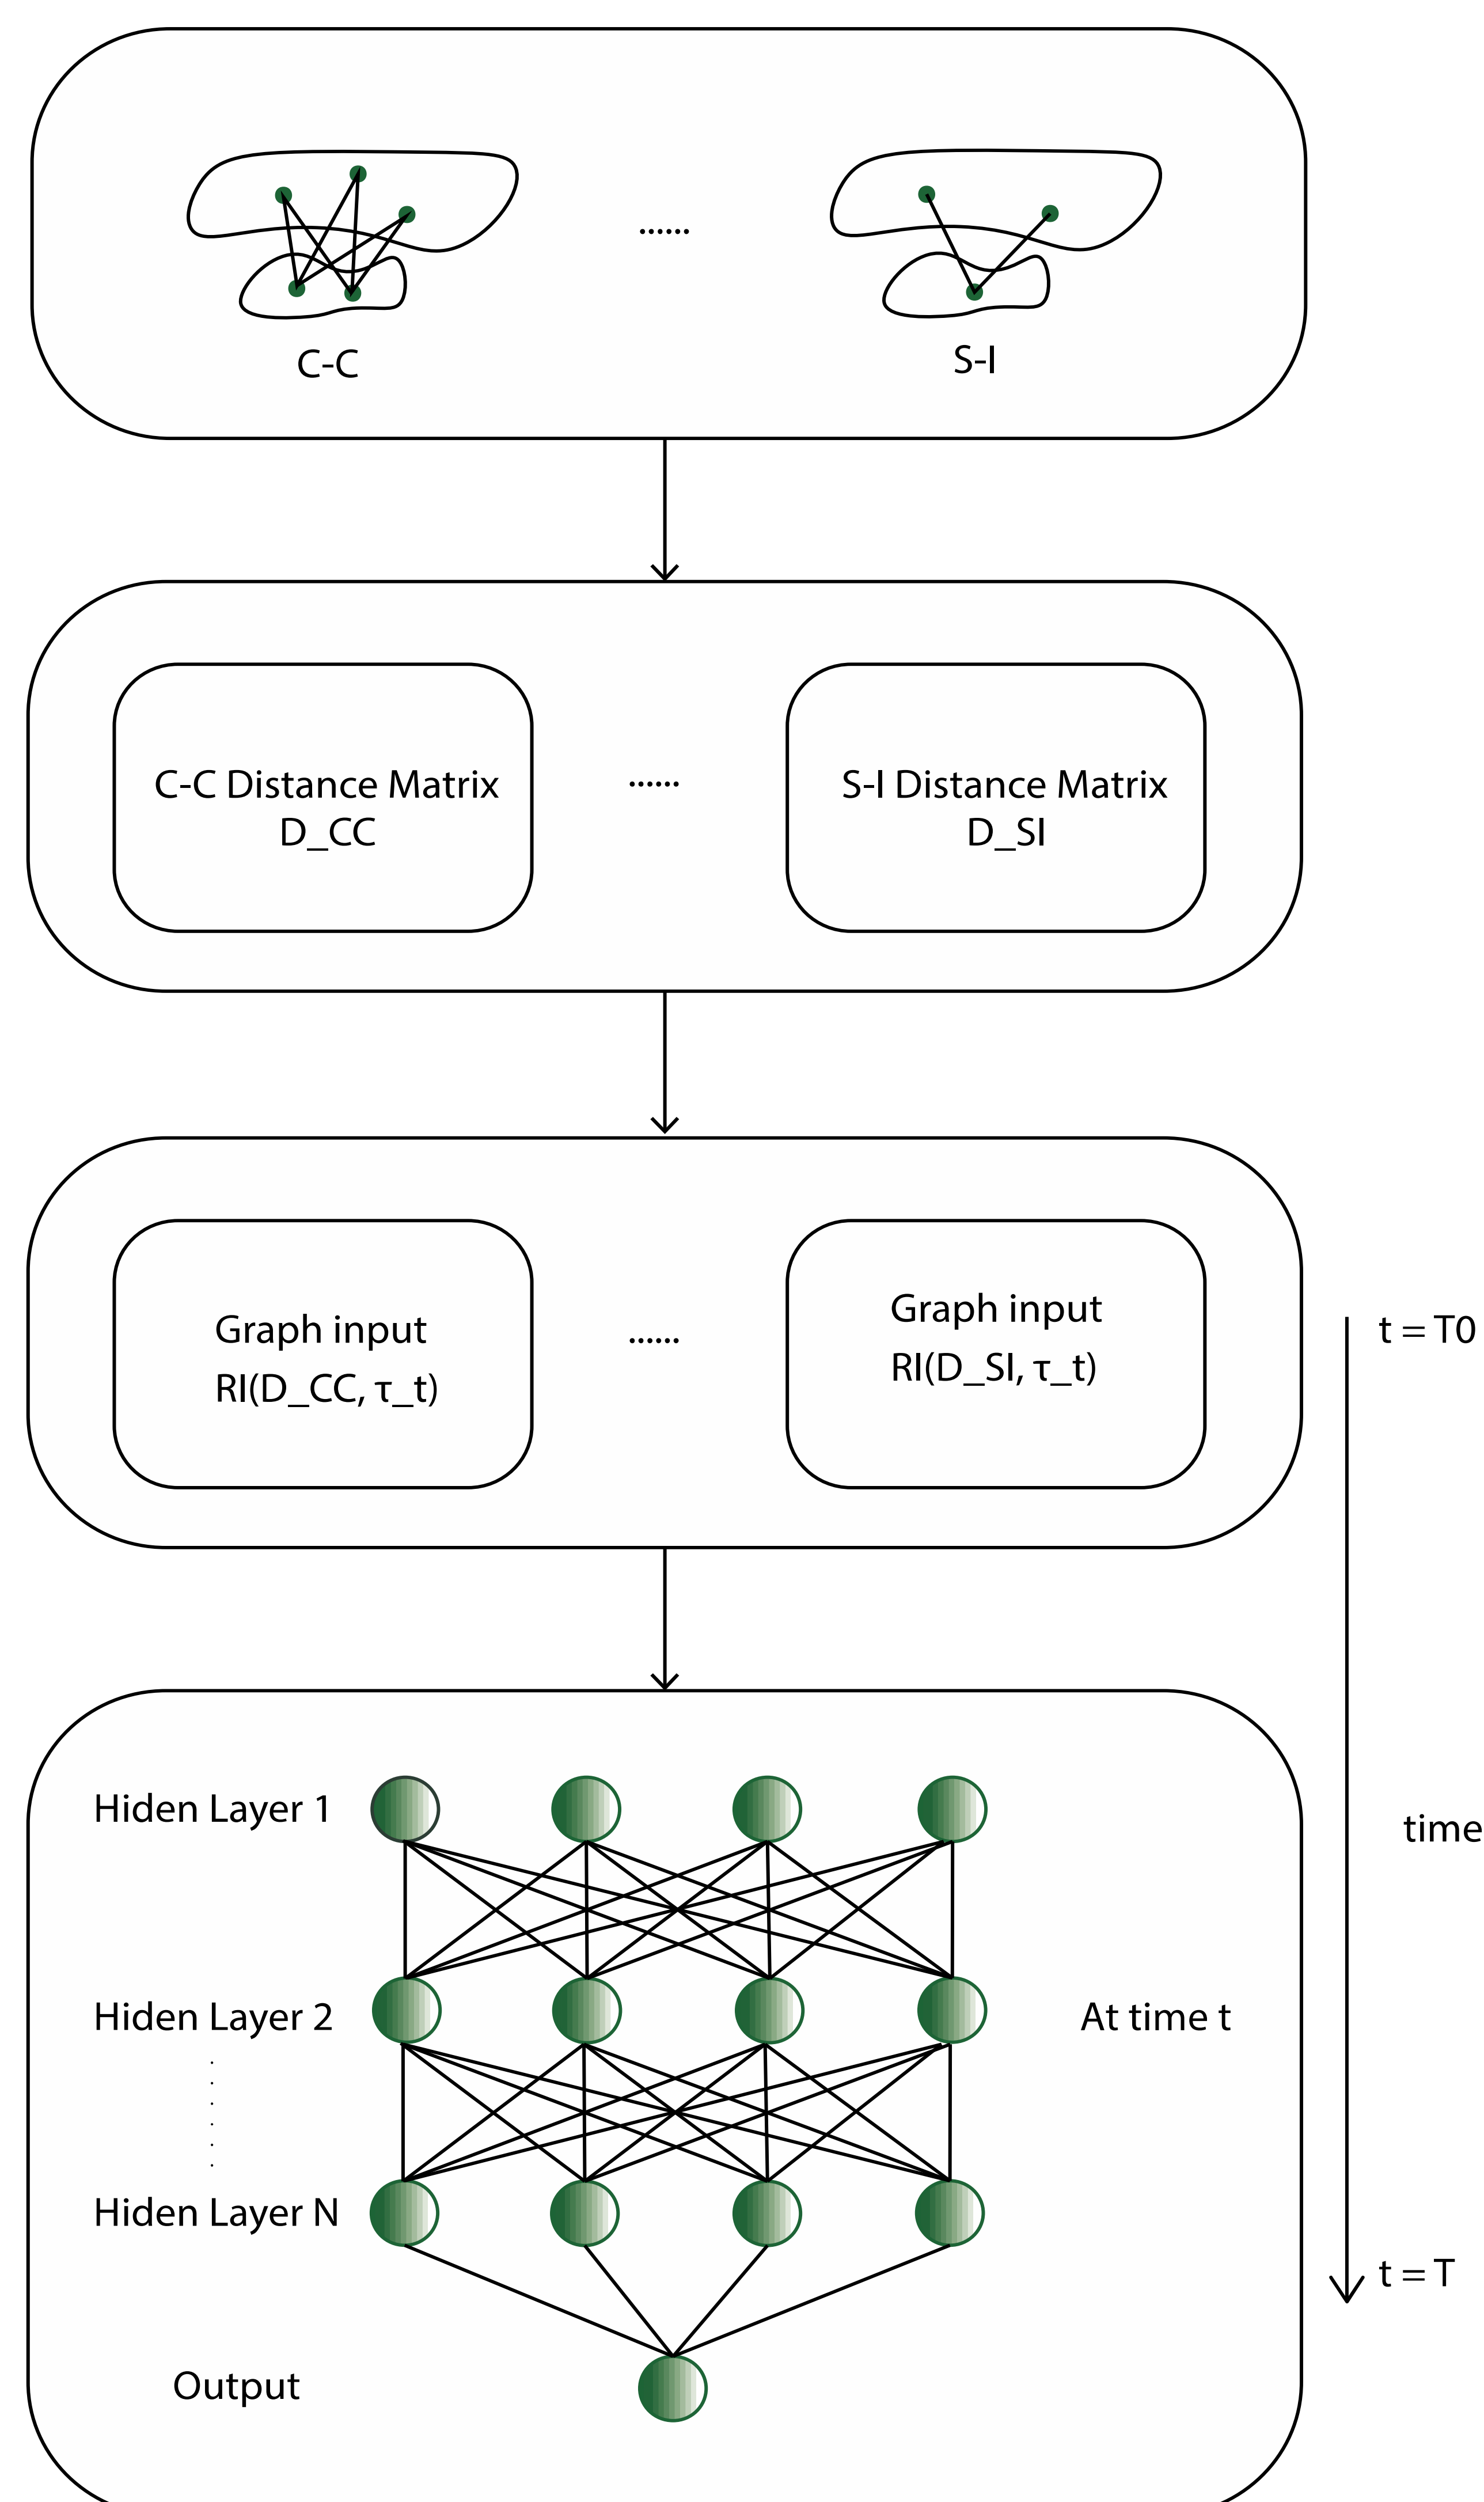 C-C
S-I
......
C-C Distance Matrix
D_CC
......
S-I Distance Matrix
D_SI
......
Graph input
RI(D_CC, τ_t)
......
Graph input
RI(D_SI, τ_t)
t = T0
time
Hiden Layer 1
Hiden Layer 2
At time t
Hiden Layer N
t = T
Output